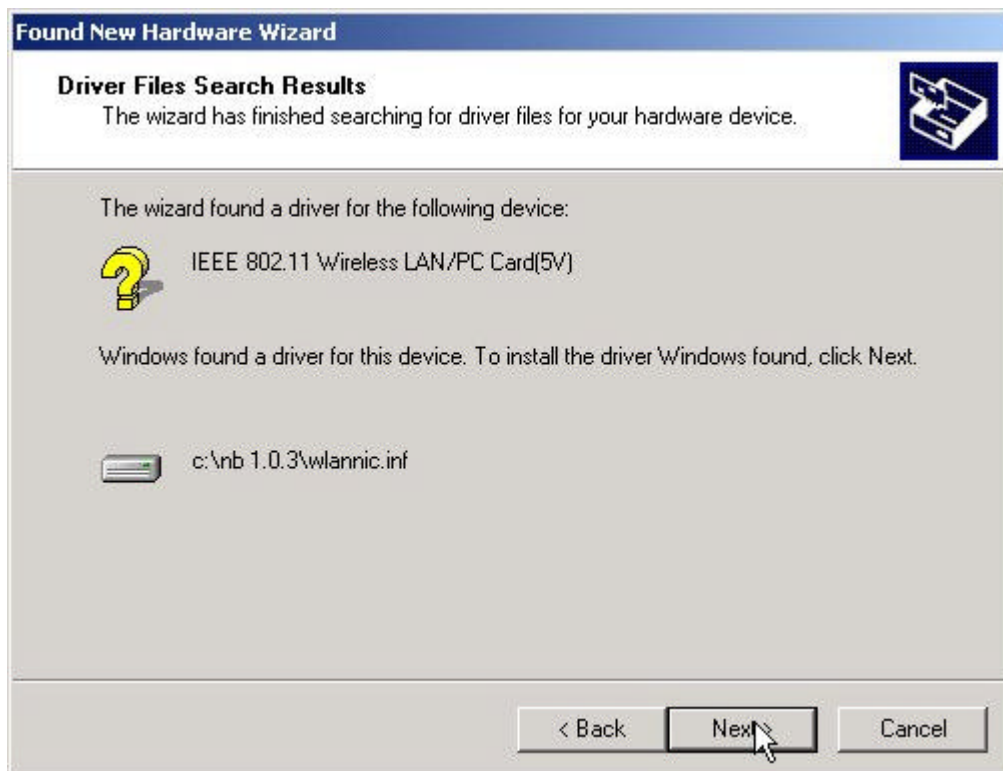 Found New Hardware Wizard
Driver Files Search Results
The wizard has finished searching for driver files for your hardware device.
The wizard found a driver for the following device:
IEEE 802.11 Wireless LAN/PC Card(5V)
Windows found a driver for this device. To install the driver Windows found, click Next.
c:\nb 1.0.3\wlannic.inf
< Back
Next >
Cancel